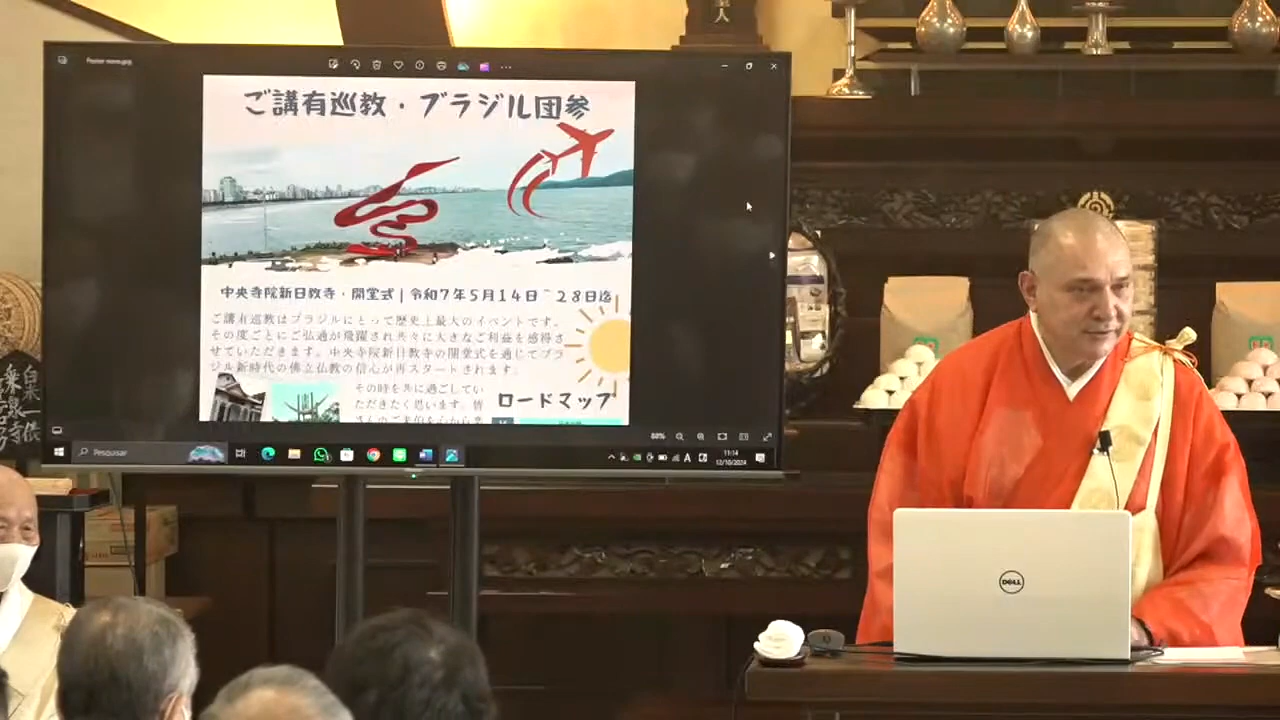 Pesquisar
ご講有巡教・ブラジル団参
中央寺院新日教寺・開堂式 | 令和7年5月14日~28日迄
ご講有巡教はブラジルにとって歴史上最大のイベントです。
その度ごとにご弘通が飛躍され共々に大きなご利益を感得さ
せていただきます。中央寺院新日教寺の開堂式を通じてブラ
ジル新時代の佛立仏教の信心が再スタートされます。
その時を共に過ごしてい
ただきたく思います。皆
ロードマップ
88%
11:14
12/10/2024
DELL